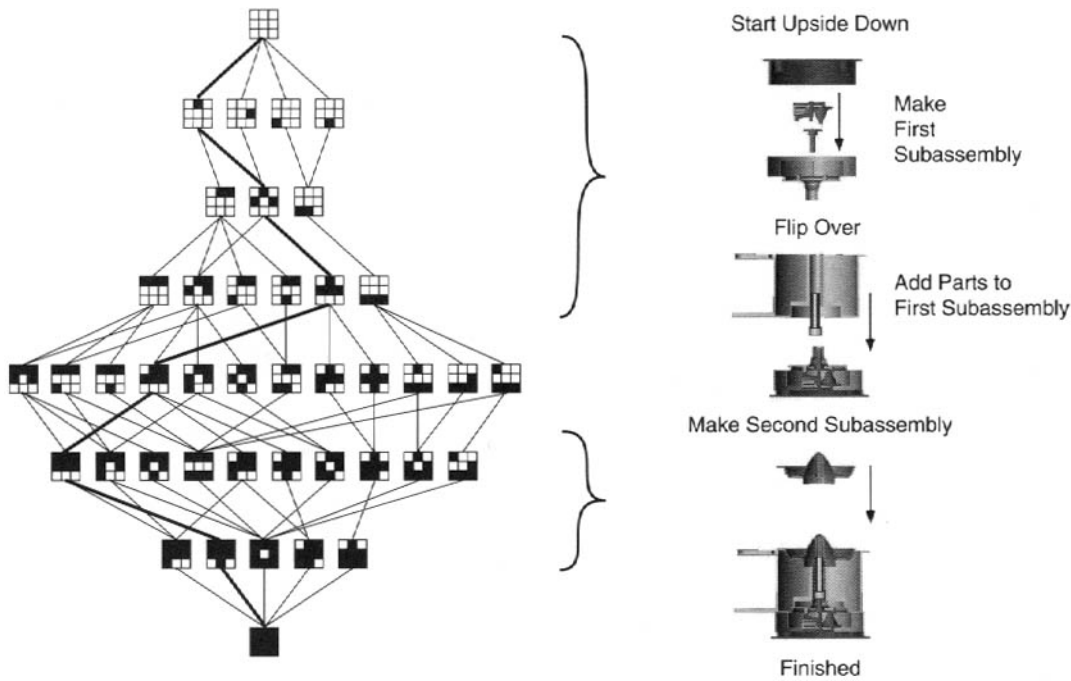 Start Upside Down
Make
First
Subassembly
Flip Over
Add Parts to
First Subassembly
Make Second Subassembly
Finished